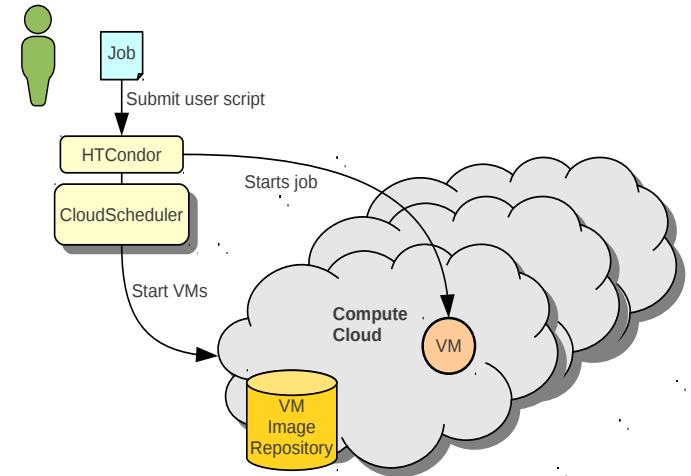 Job
Submit user script
HTCondor
Starts job
CloudScheduler
Start VMs
Compute
Cloud
VM
VM
Image
Repository